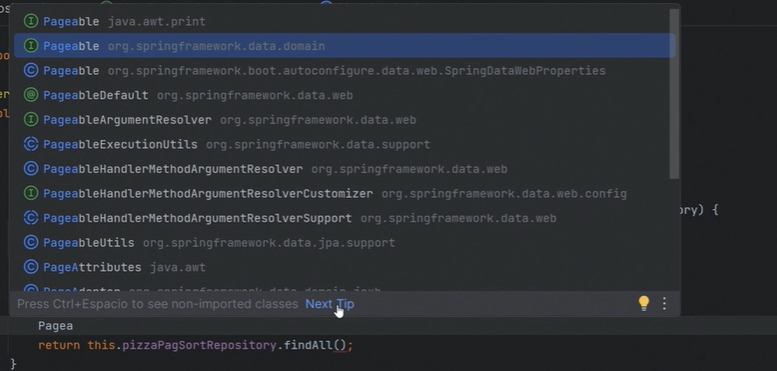 Pageable java.awt.print
Pageable org.springframework.data.domain
Pageable org.springframework.boot.autoconfigure.data.web.SpringDataWebProperties
PageableDefault org.springframework.data.web
PageableArgumentResolver org.springframework.data.web
PageableExecutionUtils org.springframework.data.support
PageableHandlerMethodArgumentResolver org.springframework.data.web
PageableHandlerMethodArgumentResolverCustomizer org.springframework.data.web.config
PageableHandlerMethodArgumentResolverSupport org.springframework.data.web
ory) {
PageableUtils org.springframework.data.jpa.support
PageAttributes java.awt
Press Ctrl+Espacio to see non-imported classes Next Tip
Pagea
return this.pizzaPagSortRepository.findAll();
}